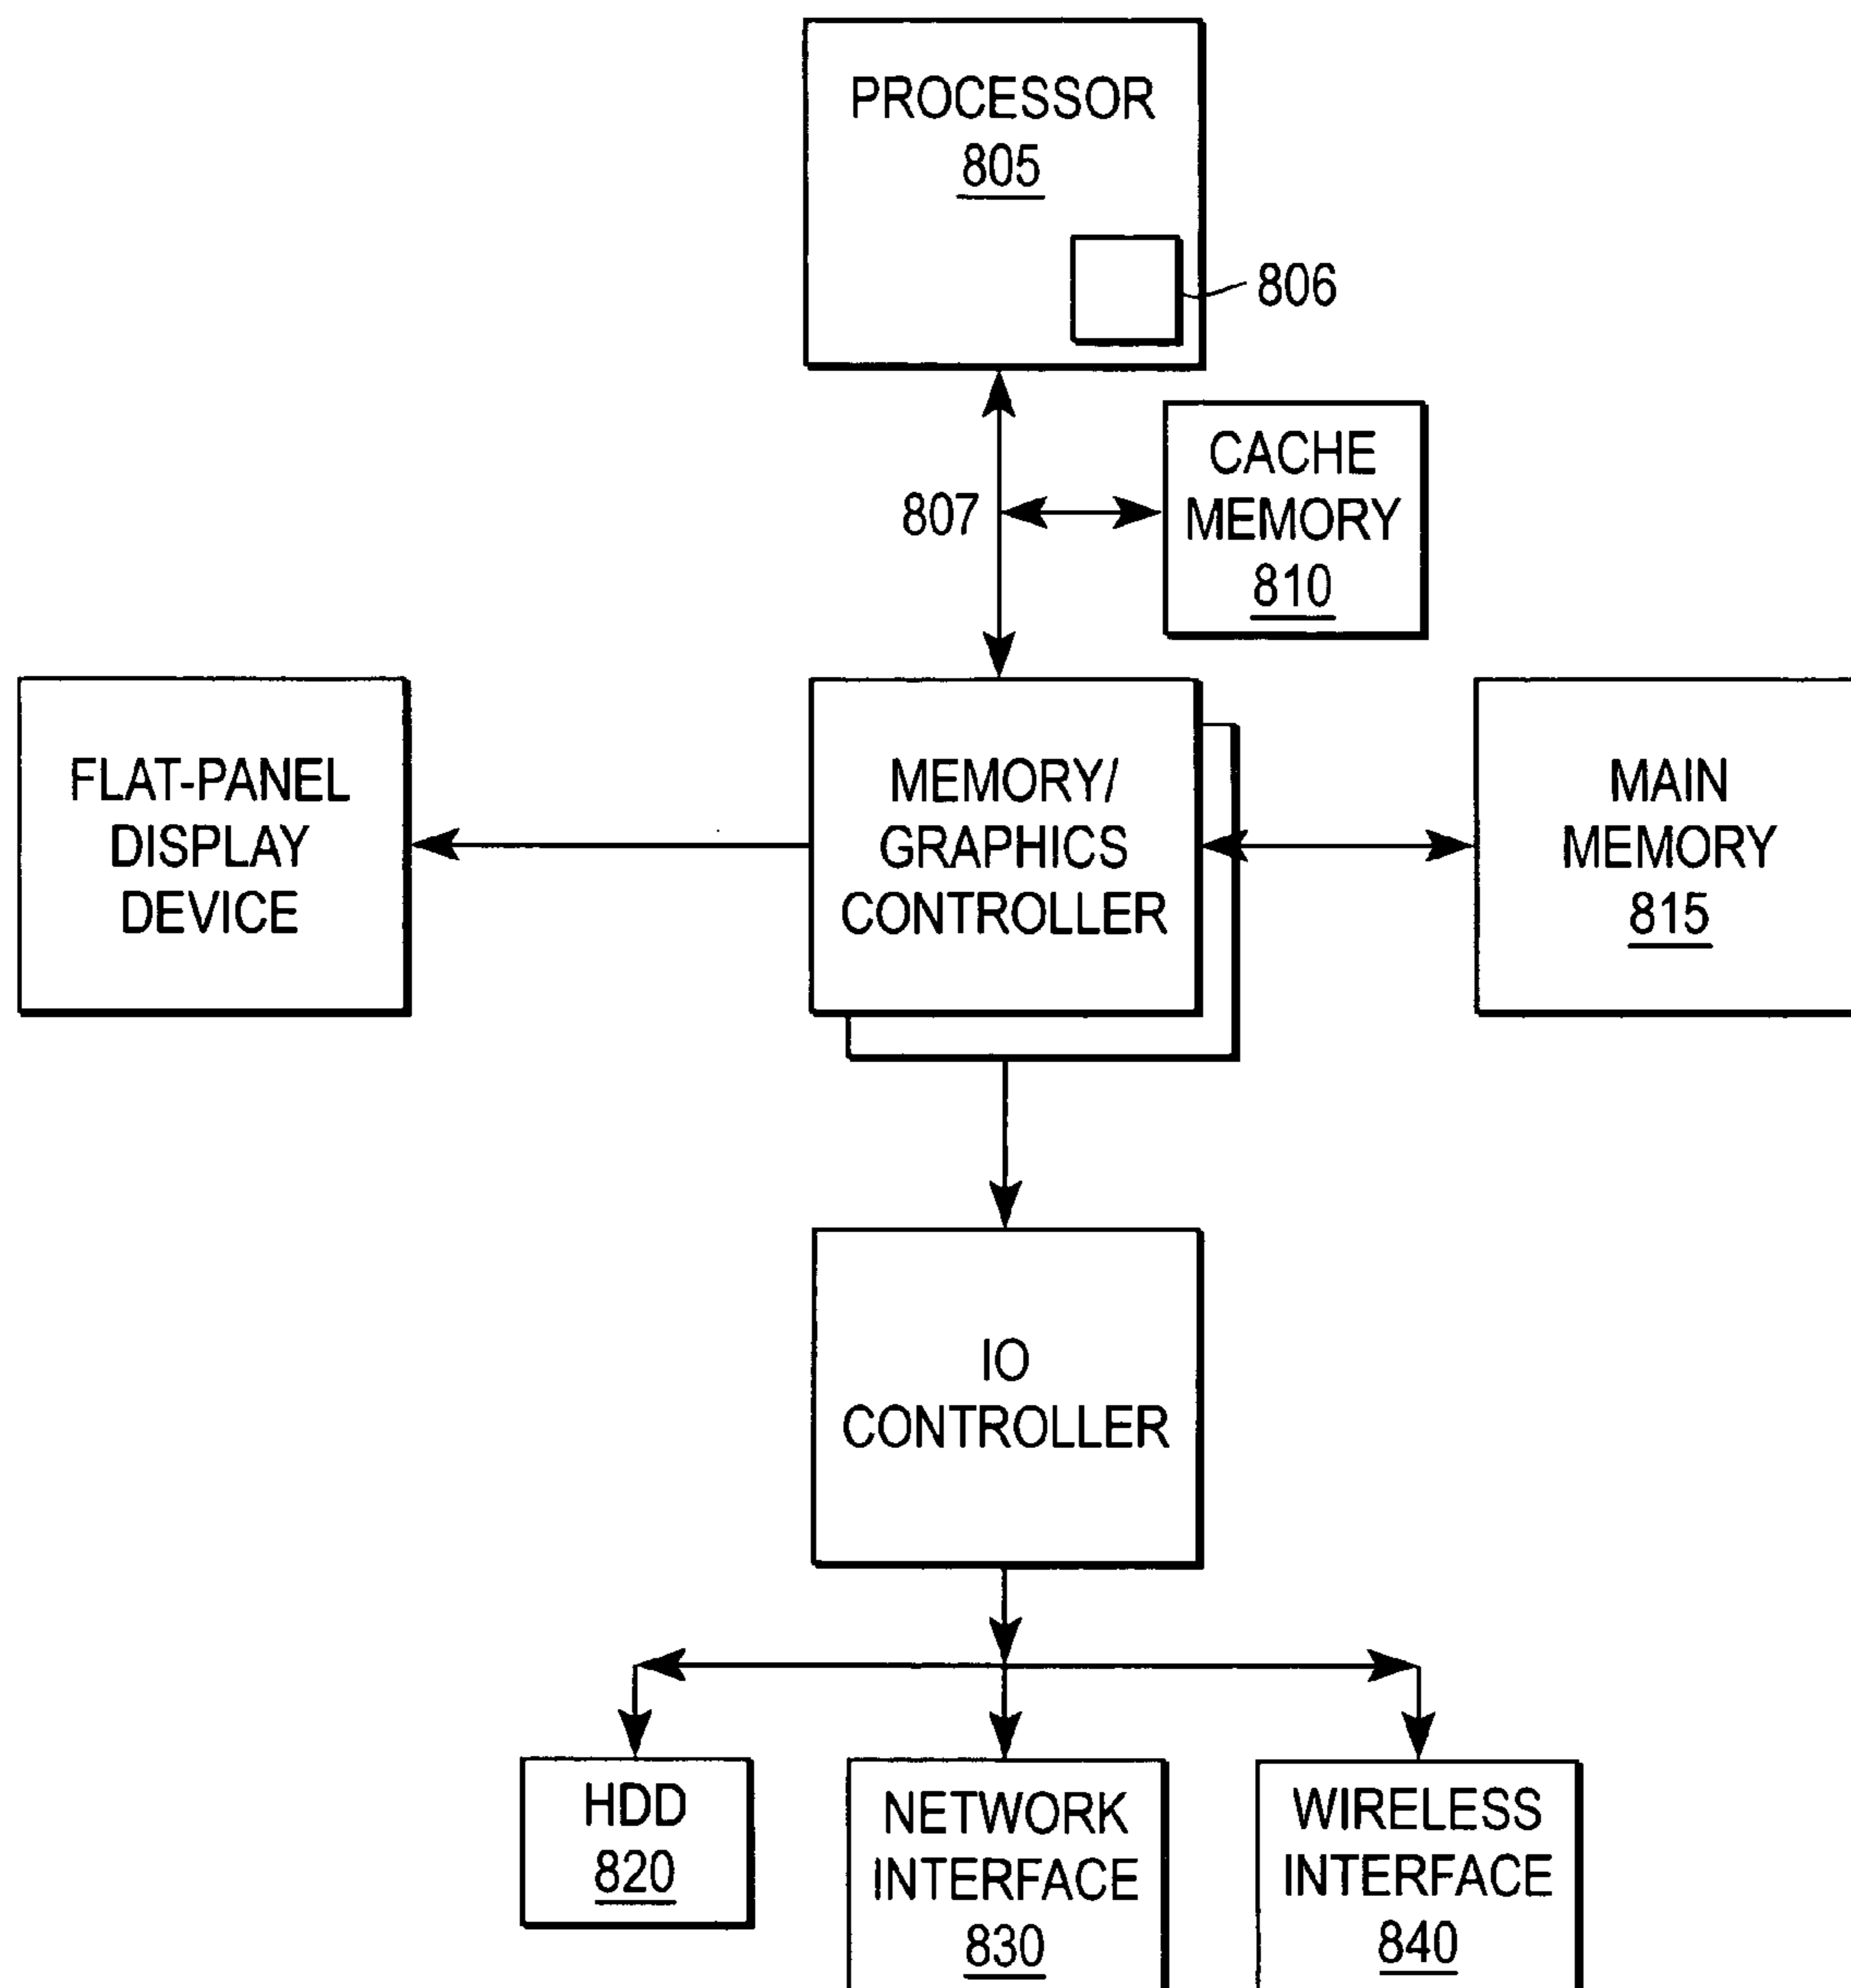 PROCESSOR
805
806
807
CACHE
MEMORY
810
FLAT-PANEL
DISPLAY
DEVICE
MEMORY/
GRAPHICS
CONTROLLER
MAIN
MEMORY
815
IO
CONTROLLER
HDD
820
NETWORK
INTERFACE
830
WIRELESS
INTERFACE
840